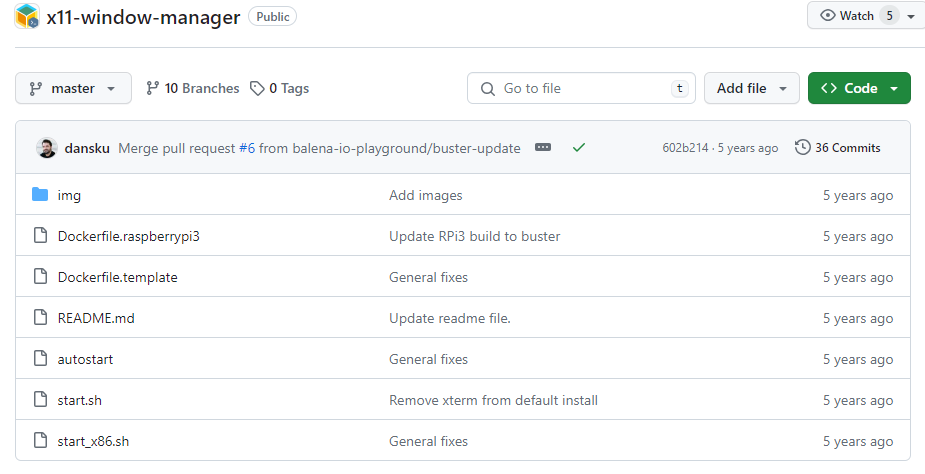 x11-window-manager Public Watch 5
master 10 Branches 0 Tags Go to file t Add file Code
dansku Merge pull request #6 from balena-io-playground/buster-update 602b214 · 5 years ago 36 Commits
img Add images 5 years ago
Dockerfile.raspberrypi3 Update RPi3 build to buster 5 years ago
Dockerfile.template General fixes 5 years ago
README.md Update readme file. 5 years ago
autostart General fixes 5 years ago
start.sh Remove xterm from default install 5 years ago
start_x86.sh General fixes 5 years ago